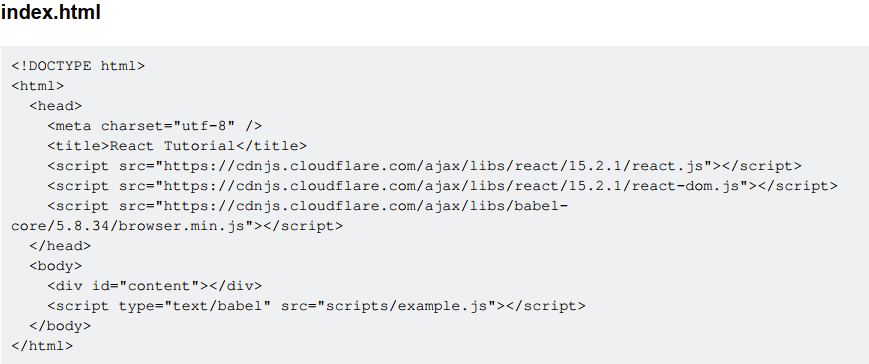 index.html
<!DOCTYPE html>
<html>
  <head>
    <meta charset="utf-8" />
    <title>React Tutorial</title>
    <script src="https://cdnjs.cloudflare.com/ajax/libs/react/15.2.1/react.js"></script>
    <script src="https://cdnjs.cloudflare.com/ajax/libs/react/15.2.1/react-dom.js"></script>
    <script src="https://cdnjs.cloudflare.com/ajax/libs/babel-
core/5.8.34/browser.min.js"></script>
  </head>
  <body>
    <div id="content"></div>
    <script type="text/babel" src="scripts/example.js"></script>
  </body>
</html>